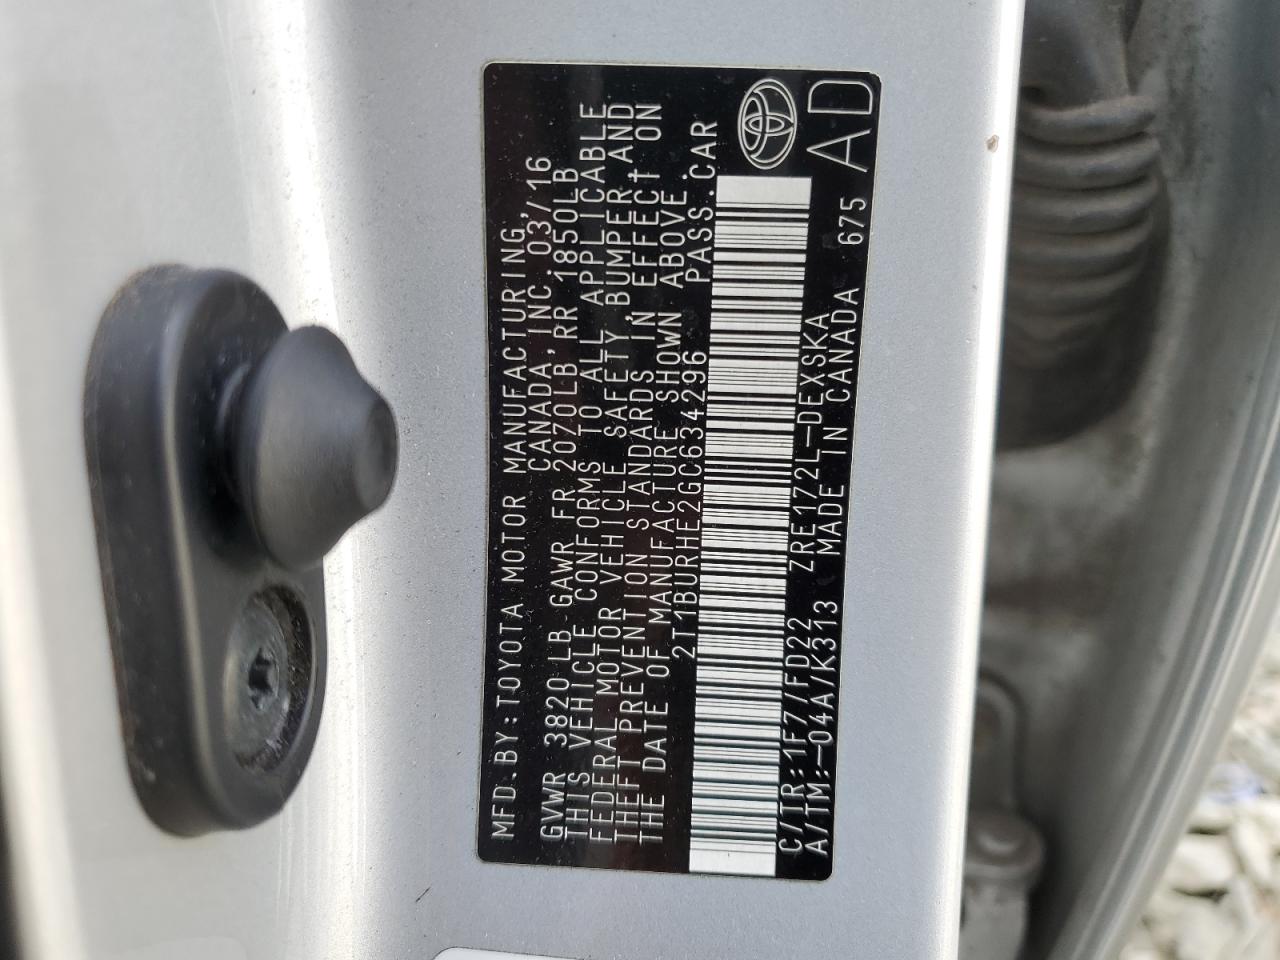 MFD.BY:TOYOTA MOTOR MANUFACTURING,
CANADA, INC. 03/16
GVWR 3820 LB GAWR FR 2070LB, RR 1850LB
THIS VEHICLE CONFORMS TO ALL APPLICABLE
FEDERAL MOTOR VEHICLE SAFETY, BUMPER AND
THEFT PREVENTION STANDARDS IN EFFECT ON
THE DATE OF MANUFACTURE SHOWN ABOVE.
2T1BURHE2GC634296 PASS.CAR
C/TR:1F7/FD22 ZRE172L-DEXSKA
A/TM:-04A/K313 MADE IN CANADA 675
AD